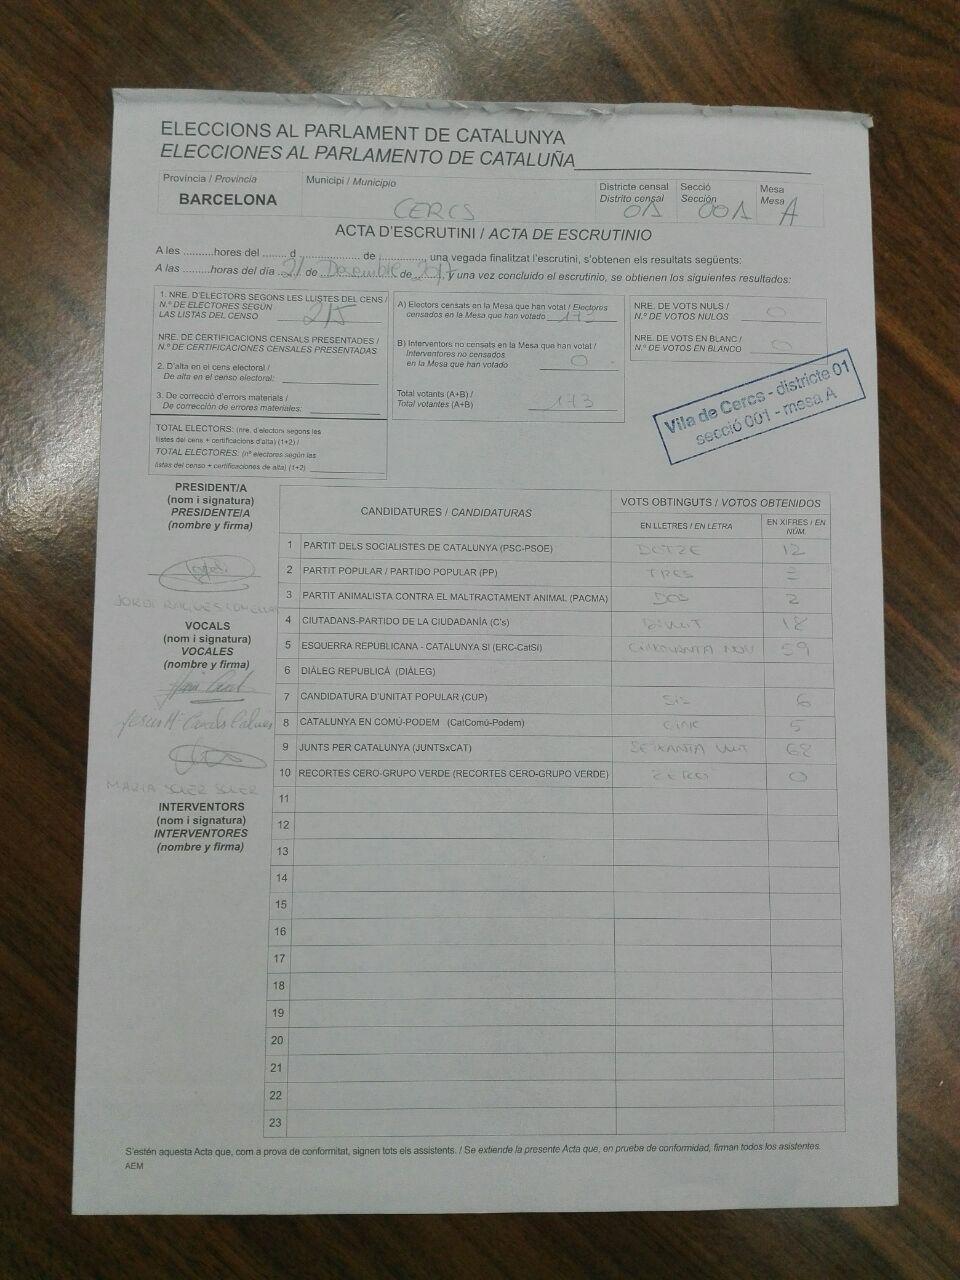 ELECCIONS AL PARLAMENT DE CATALUNYA
ELECCIONES AL PARLAMENTO DE CATALUÑA
Provincia / Provincia
BARCELONA
Municipi / Municipio
CERCS
Districte censal
Distrito censal
01
Secció
Sección
001
Mesa
Mesa
A
ACTA D'ESCRUTINI / ACTA DE ESCRUTINIO
A les ..........hores del ........ d .................. de ............, una vegada finalitzat l'escrutini, s'obtenen els resultats següents:
A las .........horas del día 21 de Desembre de 2017 y una vez concluido el escrutinio, se obtienen los siguientes resultados:
1. NRE. D'ELECTORS SEGONS LES LLISTES DEL CENS /
N.º DE ELECTORES SEGÚN
LAS LISTAS DEL CENSO 215
NRE. DE CERTIFICACIONS CENSALS PRESENTADES /
N.º DE CERTIFICACIONES CENSALES PRESENTADAS
2. D'alta en el cens electoral /
De alta en el censo electoral:
3. De correcció d'errors materials /
De corrección de errores materiales:
TOTAL ELECTORS: (nre. d'electors segons les
llistes del cens + certificacions d'alta) (1+2) /
TOTAL ELECTORES: (nº electores según las
listas del censo + certificaciones de alta) (1+2)
A) Electors censats en la Mesa que han votat / Electores
censados en la Mesa que han votado 173
B) Interventors no censats en la Mesa que han votat /
Interventores no censados
en la Mesa que han votado 0
Total votants (A+B) /
Total votantes (A+B) 173
NRE. DE VOTS NULS /
N.º DE VOTOS NULOS 0
NRE. DE VOTS EN BLANC /
N.º DE VOTOS EN BLANCO 0
Vila de Cercs - districte 01
secció 001 - mesa A
PRESIDENT/A
(nom i signatura)
PRESIDENTE/A
(nombre y firma)
JORDI
VOCALS
(nom i signatura)
VOCALES
(nombre y firma)
MARIA SOLER SOLER
INTERVENTORS
(nom i signatura)
INTERVENTORES
(nombre y firma)
CANDIDATURES / CANDIDATURAS
VOTS OBTINGUTS / VOTOS OBTENIDOS
EN LLETRES / EN LETRA
EN XIFRES / EN NÚM.
1 PARTIT DELS SOCIALISTES DE CATALUNYA (PSC-PSOE) DOTZE 12
2 PARTIT POPULAR / PARTIDO POPULAR (PP) TRES 3
3 PARTIT ANIMALISTA CONTRA EL MALTRACTAMENT ANIMAL (PACMA) DOS 2
4 CIUTADANS-PARTIDO DE LA CIUDADANÍA (C's) DIVUIT 18
5 ESQUERRA REPUBLICANA - CATALUNYA SÍ (ERC-CatSí) CINQUANTA NOU 59
6 DIÀLEG REPUBLICÀ (DIÀLEG)
7 CANDIDATURA D'UNITAT POPULAR (CUP) SIS 6
8 CATALUNYA EN COMÚ-PODEM (CatComú-Podem) CINC 5
9 JUNTS PER CATALUNYA (JUNTSxCAT) SEIXANTA VUIT 68
10 RECORTES CERO-GRUPO VERDE (RECORTES CERO-GRUPO VERDE) ZERO 0
11
12
13
14
15
16
17
18
19
20
21
22
23
S'estén aquesta Acta que, com a prova de conformitat, signen tots els assistents. / Se extiende la presente Acta que, en prueba de conformidad, firman todos los asistentes.
AEM